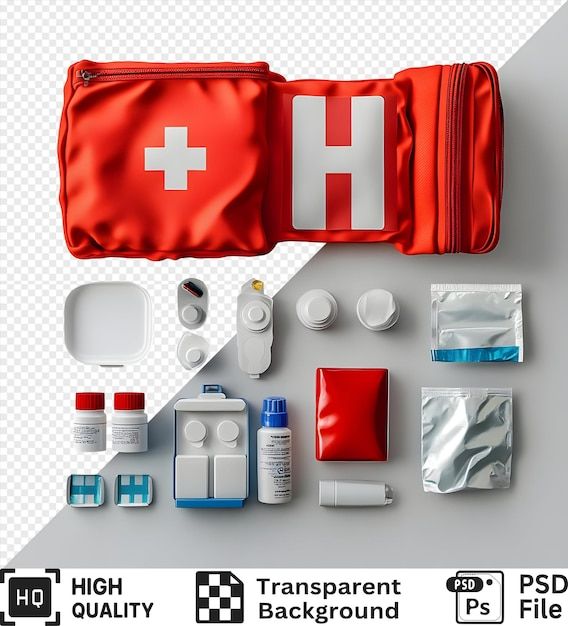 H
H H
HQ
HIGH
QUALITY
Transparent
Background
PSD
Ps
PSD
File